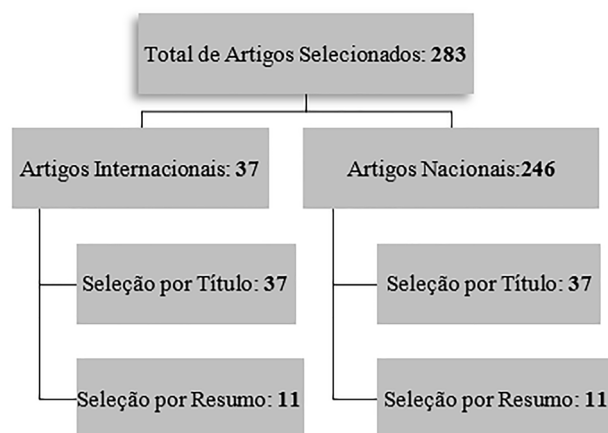 Total de Artigos Selecionados: 283
Artigos Internacionais: 37
Artigos Nacionais:246
Seleção por Título: 37
Seleção por Título: 37
Seleção por Resumo: 11
Seleção por Resumo: 11